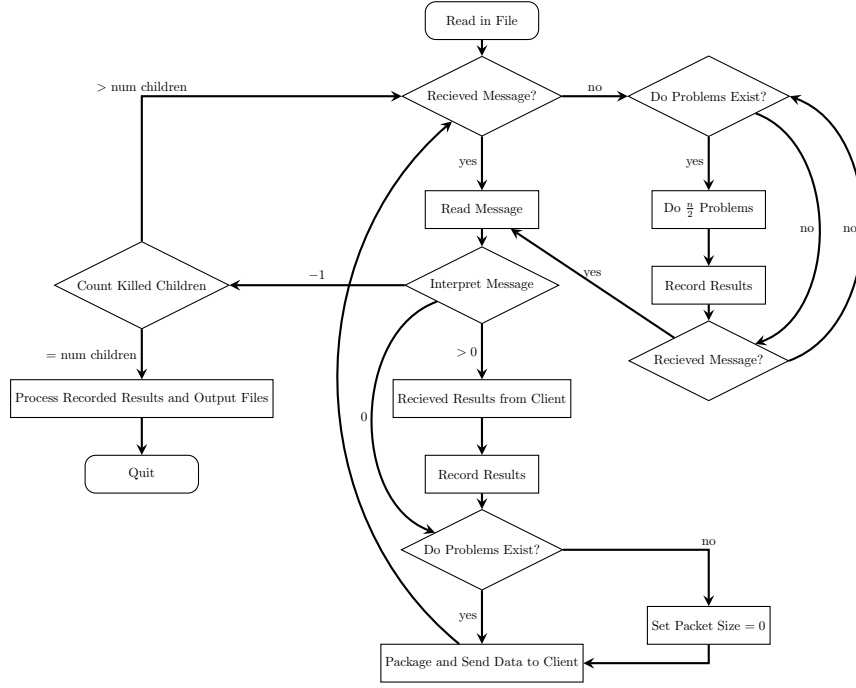 Read in File
> num children
Recieved Message?
no
Do Problems Exist?
yes
yes
Read Message
Do n/2 Problems
no
no
Count Killed Children
−1
Interpret Message
yes
Record Results
= num children
> 0
Recieved Message?
Process Recorded Results and Output Files
Recieved Results from Client
0
Quit
Record Results
Do Problems Exist?
no
yes
Set Packet Size = 0
Package and Send Data to Client